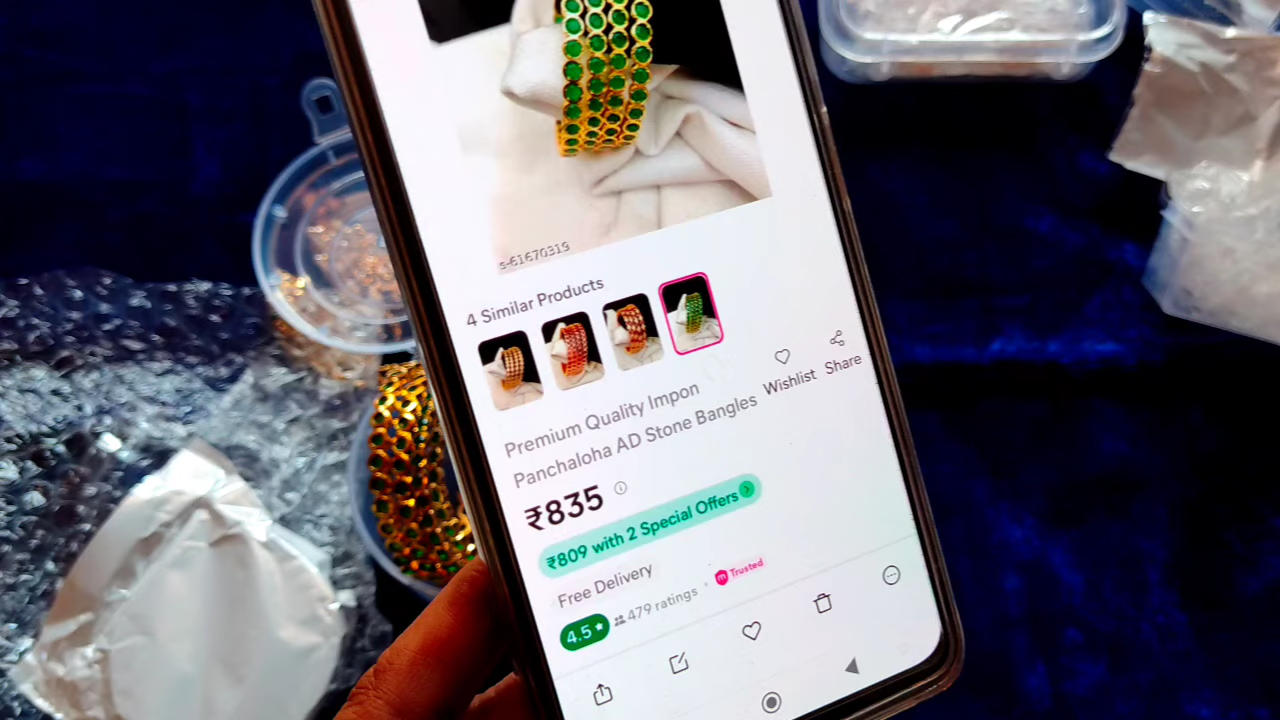 s-61670319
4 Similar Products
Premium Quality Impon
Panchaloha AD Stone Bangles
Wishlist
Share
₹835
₹809 with 2 Special Offers
Free Delivery
4.5★ 479 ratings • m Trusted